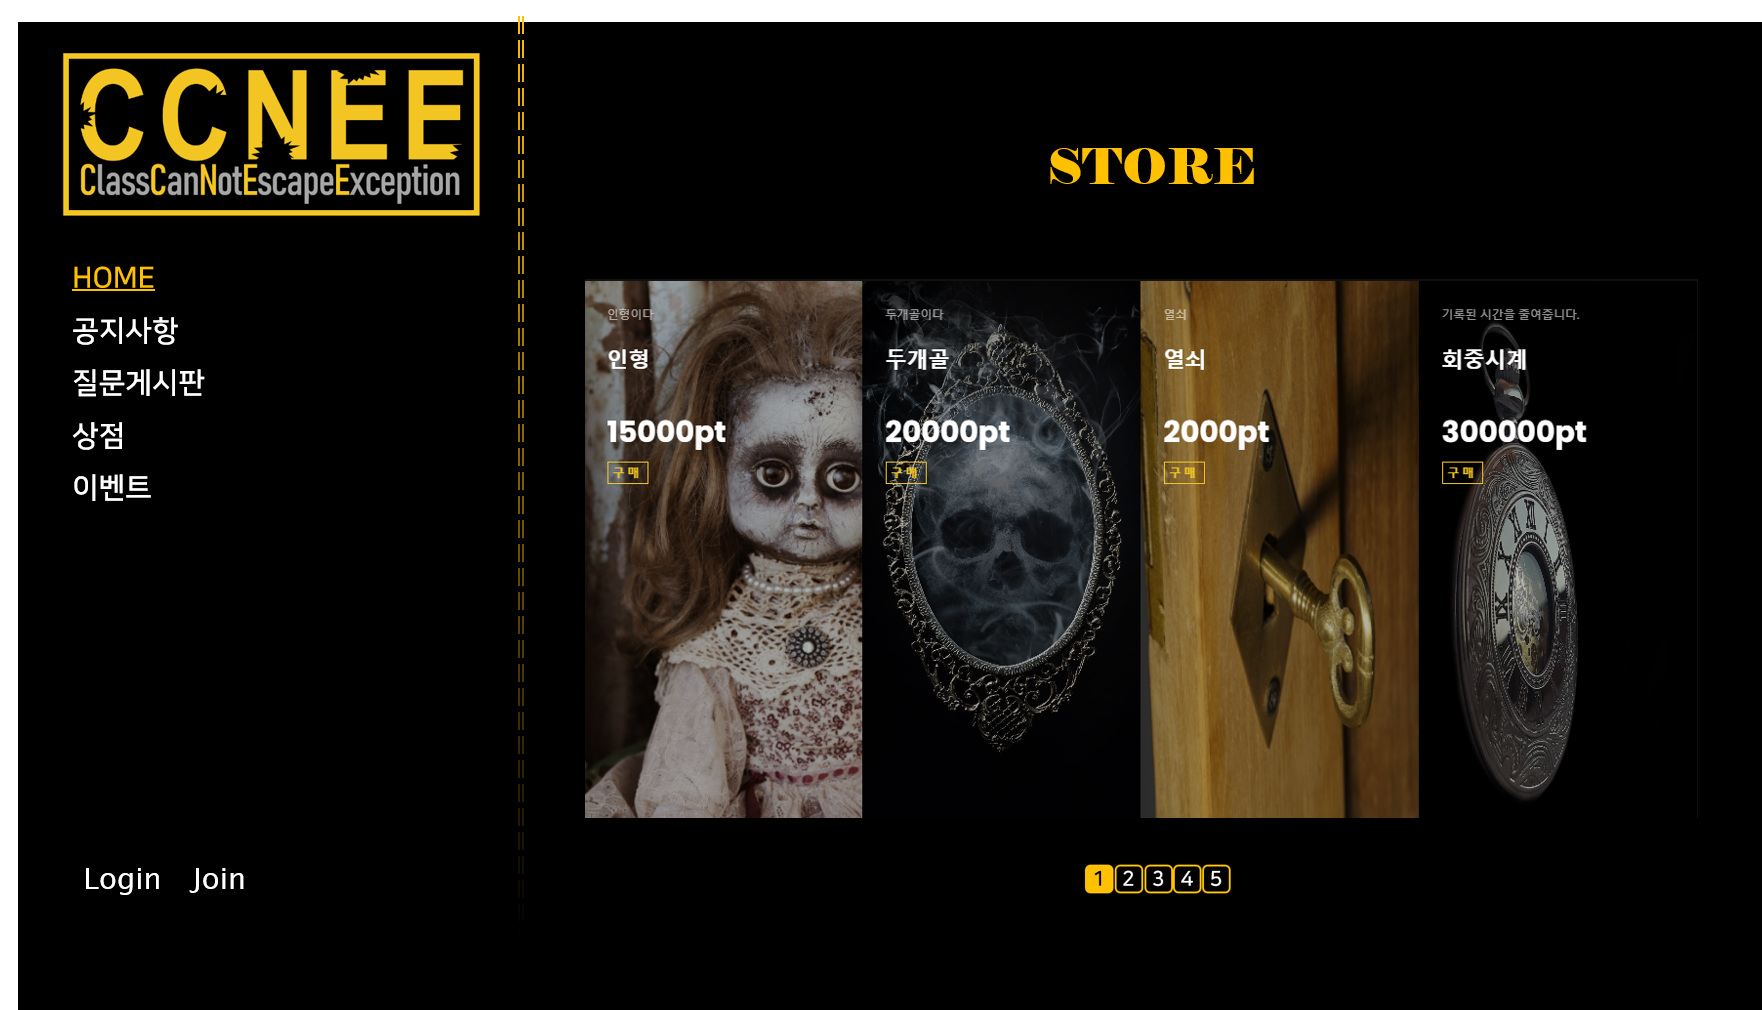 CCNEE
ClassCanNotEscapeException
HOME
공지사항
질문게시판
상점
이벤트
Login Join
STORE
인형이다
인형
15000pt
구매
두개골이다
두개골
20000pt
구매
열쇠
열쇠
2000pt
구매
기록된 시간을 줄여줍니다.
회중시계
300000pt
구매
1 2 3 4 5